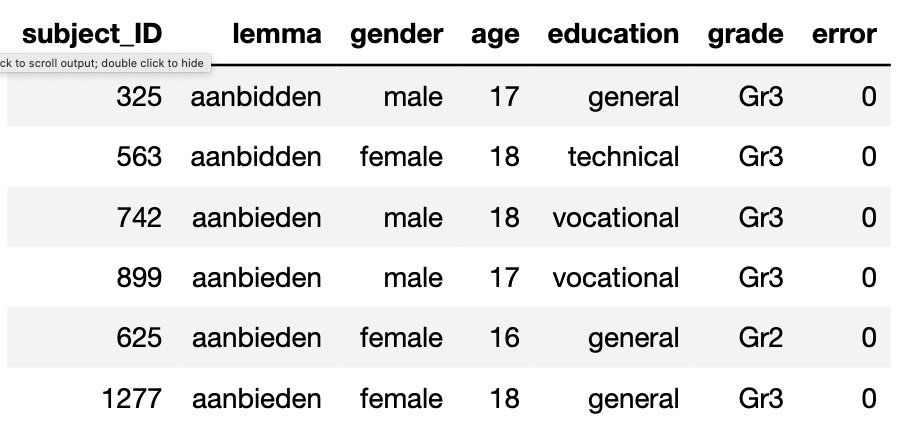 subject_ID lemma gender age education grade error
ck to scroll output; double click to hide
325 aanbidden male 17 general Gr3 0
563 aanbidden female 18 technical Gr3 0
742 aanbieden male 18 vocational Gr3 0
899 aanbieden male 17 vocational Gr3 0
625 aanbieden female 16 general Gr2 0
1277 aanbieden female 18 general Gr3 0